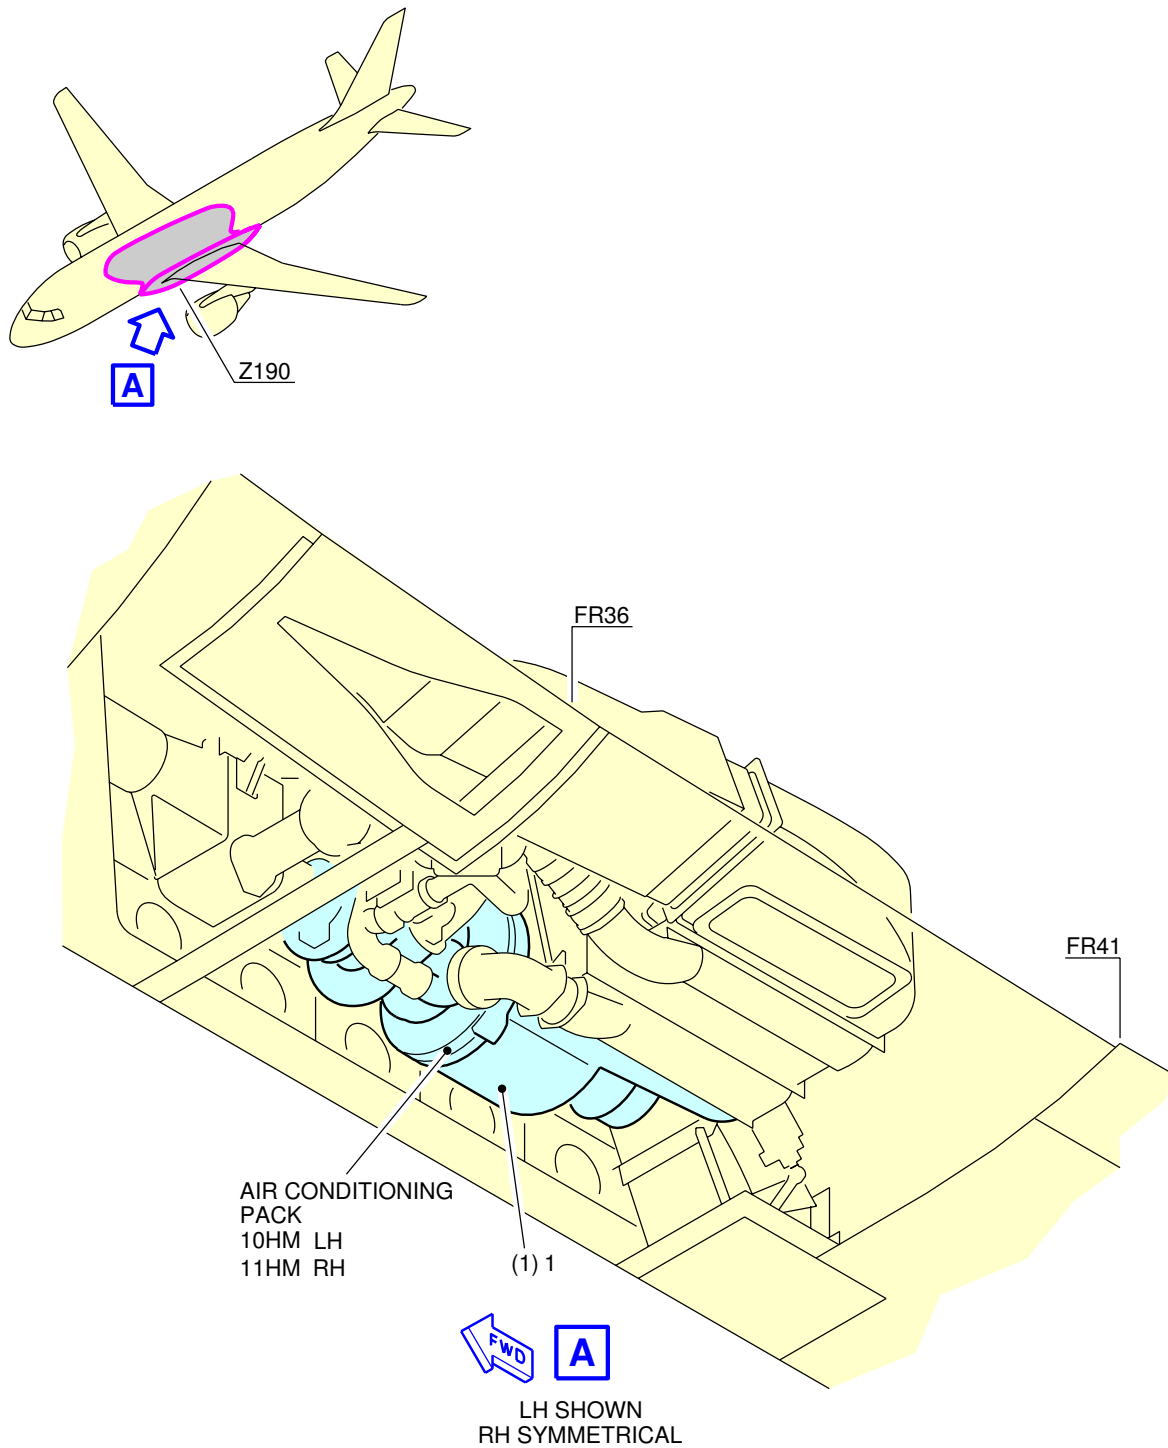 Z190
A
FR36
FR41
AIR CONDITIONING
PACK
10HM LH
11HM RH
(1) 1
FWD
A
LH SHOWN
RH SYMMETRICAL